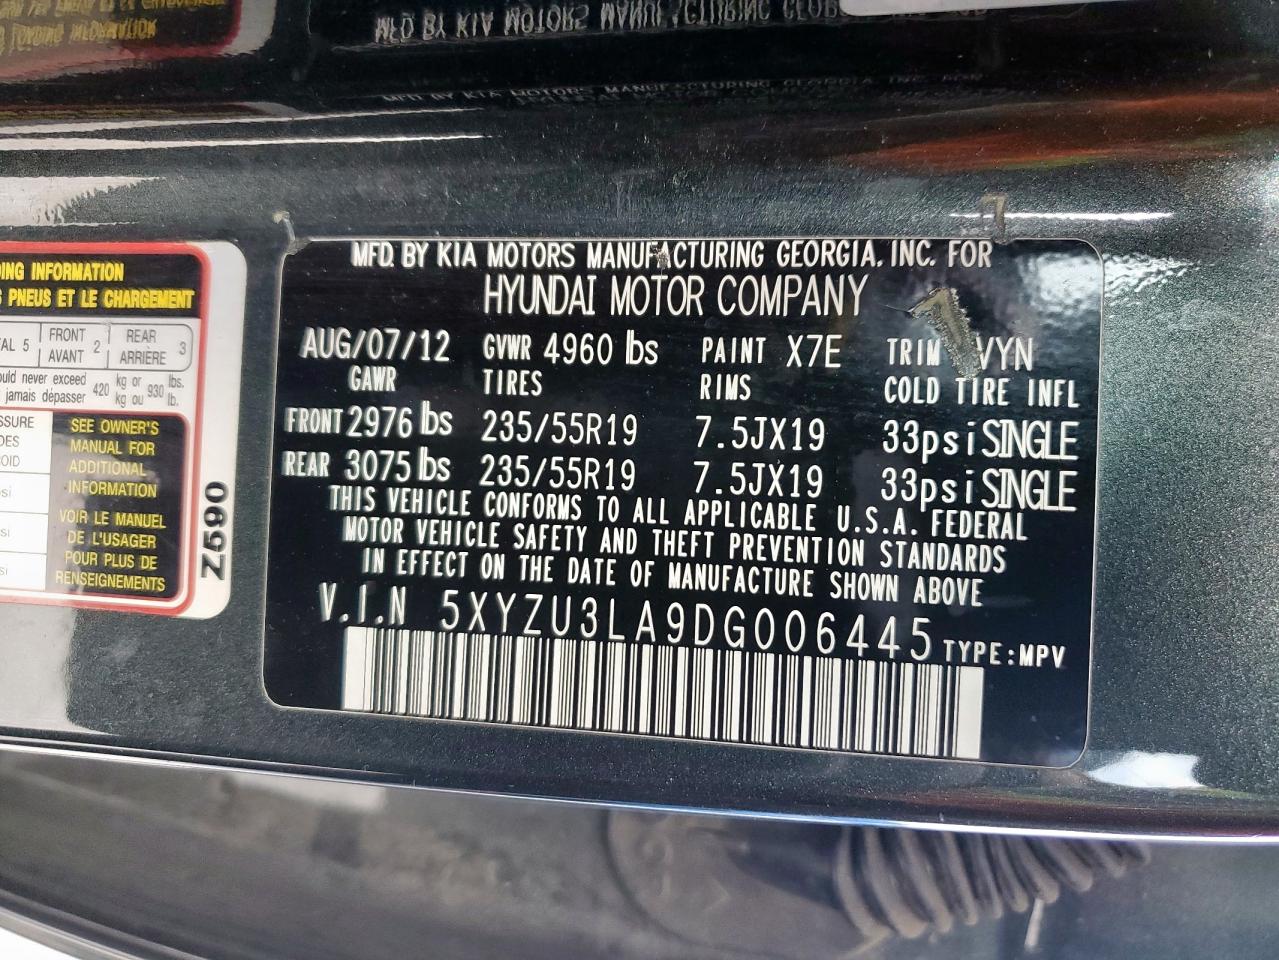 DING INFORMATION
S PNEUS ET LE CHARGEMENT
TAL 5 FRONT AVANT 2 REAR ARRIÈRE 3
ould never exceed
jamais dépasser 420 kg or kg ou 930 lbs. lb.
SEE OWNER'S
MANUAL FOR
ADDITIONAL
INFORMATION
VOIR LE MANUEL
DE L'USAGER
POUR PLUS DE
RENSEIGNEMENTS
Z590
MFD. BY KIA MOTORS MANUFACTURING GEORGIA, INC. FOR
HYUNDAI MOTOR COMPANY
AUG/07/12 GVWR 4960 lbs PAINT X7E TRIM VYN
GAWR TIRES RIMS COLD TIRE INFL
FRONT 2976 lbs 235/55R19 7.5JX19 33psi SINGLE
REAR 3075 lbs 235/55R19 7.5JX19 33psi SINGLE
THIS VEHICLE CONFORMS TO ALL APPLICABLE U.S.A. FEDERAL
MOTOR VEHICLE SAFETY AND THEFT PREVENTION STANDARDS
IN EFFECT ON THE DATE OF MANUFACTURE SHOWN ABOVE
V.I.N 5XYZU3LA9DG006445 TYPE:MPV